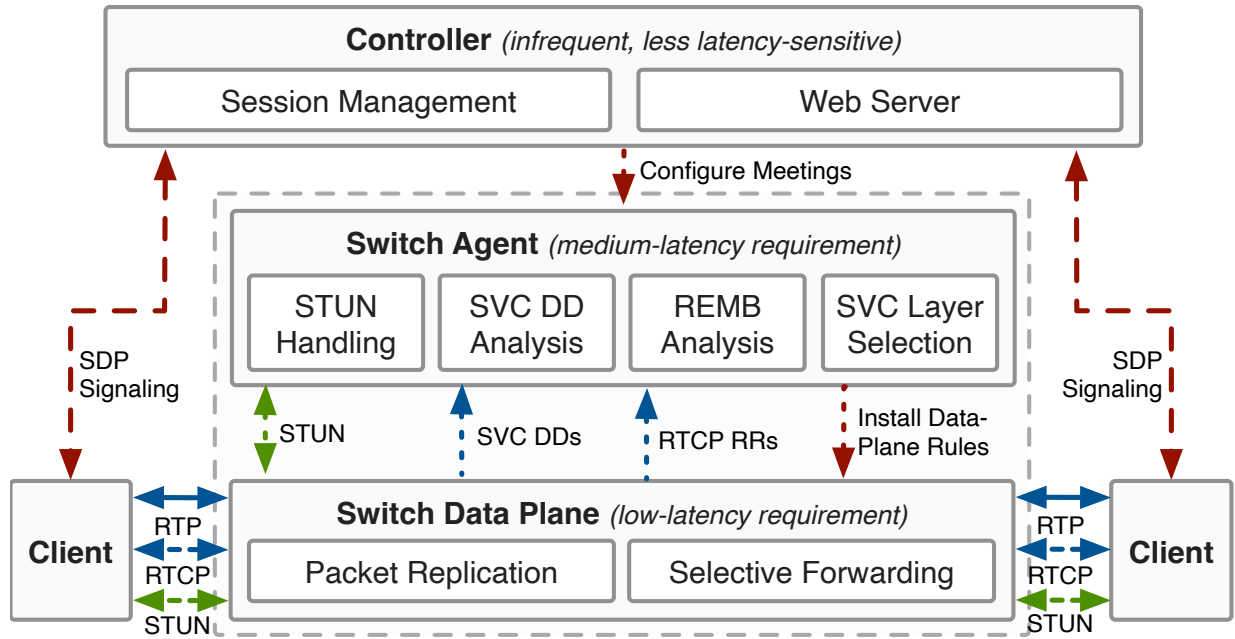 Controller (infrequent, less latency-sensitive)
Session Management
Web Server
Configure Meetings
Switch Agent (medium-latency requirement)
STUN
Handling
SVC DD
Analysis
REMB
Analysis
SVC Layer
Selection
SDP
Signaling
SDP
Signaling
STUN
SVC DDs
RTCP RRs
Install Data-
Plane Rules
Client
RTP
RTCP
STUN
Switch Data Plane (low-latency requirement)
Packet Replication
Selective Forwarding
RTP
RTCP
STUN
Client